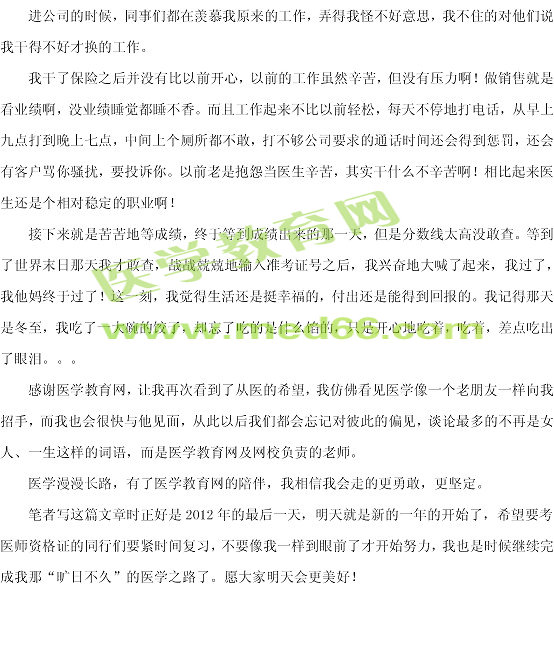 进公司的时候，同事们都在羡慕我原来的工作，弄得我怪不好意思，我不住的对他们说
我干得不好才换的工作。
我干了保险之后并没有比以前开心，以前的工作虽然辛苦，但没有压力啊！做销售就是
看业绩啊，没业绩睡觉都睡不香。而且工作起来不比以前轻松，每天不停地打电话，从早上
九点打到晚上七点，中间上个厕所都不敢，打不够公司要求的通话时间还会得到惩罚，还会
有客户骂你骚扰，要投诉你。以前老是抱怨当医生辛苦，其实干什么不辛苦啊！相比起来医
生还是个相对稳定的职业啊！
接下来就是苦苦地等成绩，终于等到成绩出来的那一天，但是分数线太高没敢查。等到
了世界末日那天我才敢查，战战兢兢地输入准考证号之后，我兴奋地大喊了起来，我过了，
我他妈终于过了！这一刻，我觉得生活还是挺幸福的，付出还是能得到回报的。我记得那天
是冬至，我吃了一大碗的饺子，却忘了吃的是什么馅的，只是开心地吃着，吃着，差点吃出
了眼泪。。。
感谢医学教育网，让我再次看到了从医的希望，我仿佛看见医学像一个老朋友一样向我
招手，而我也会很快与他见面，从此以后我们都会忘记对彼此的偏见，谈论最多的不再是女
人、一生这样的词语，而是医学教育网及网校负责的老师。
医学漫漫长路，有了医学教育网的陪伴，我相信我会走的更勇敢，更坚定。
笔者写这篇文章时正好是 2012 年的最后一天，明天就是新的一年的开始了，希望要考
医师资格证的同行们要紧时间复习，不要像我一样到眼前了才开始努力，我也是时候继续完
成我那“旷日不久”的医学之路了。愿大家明天会更美好！
医学教育网
www.med66.com